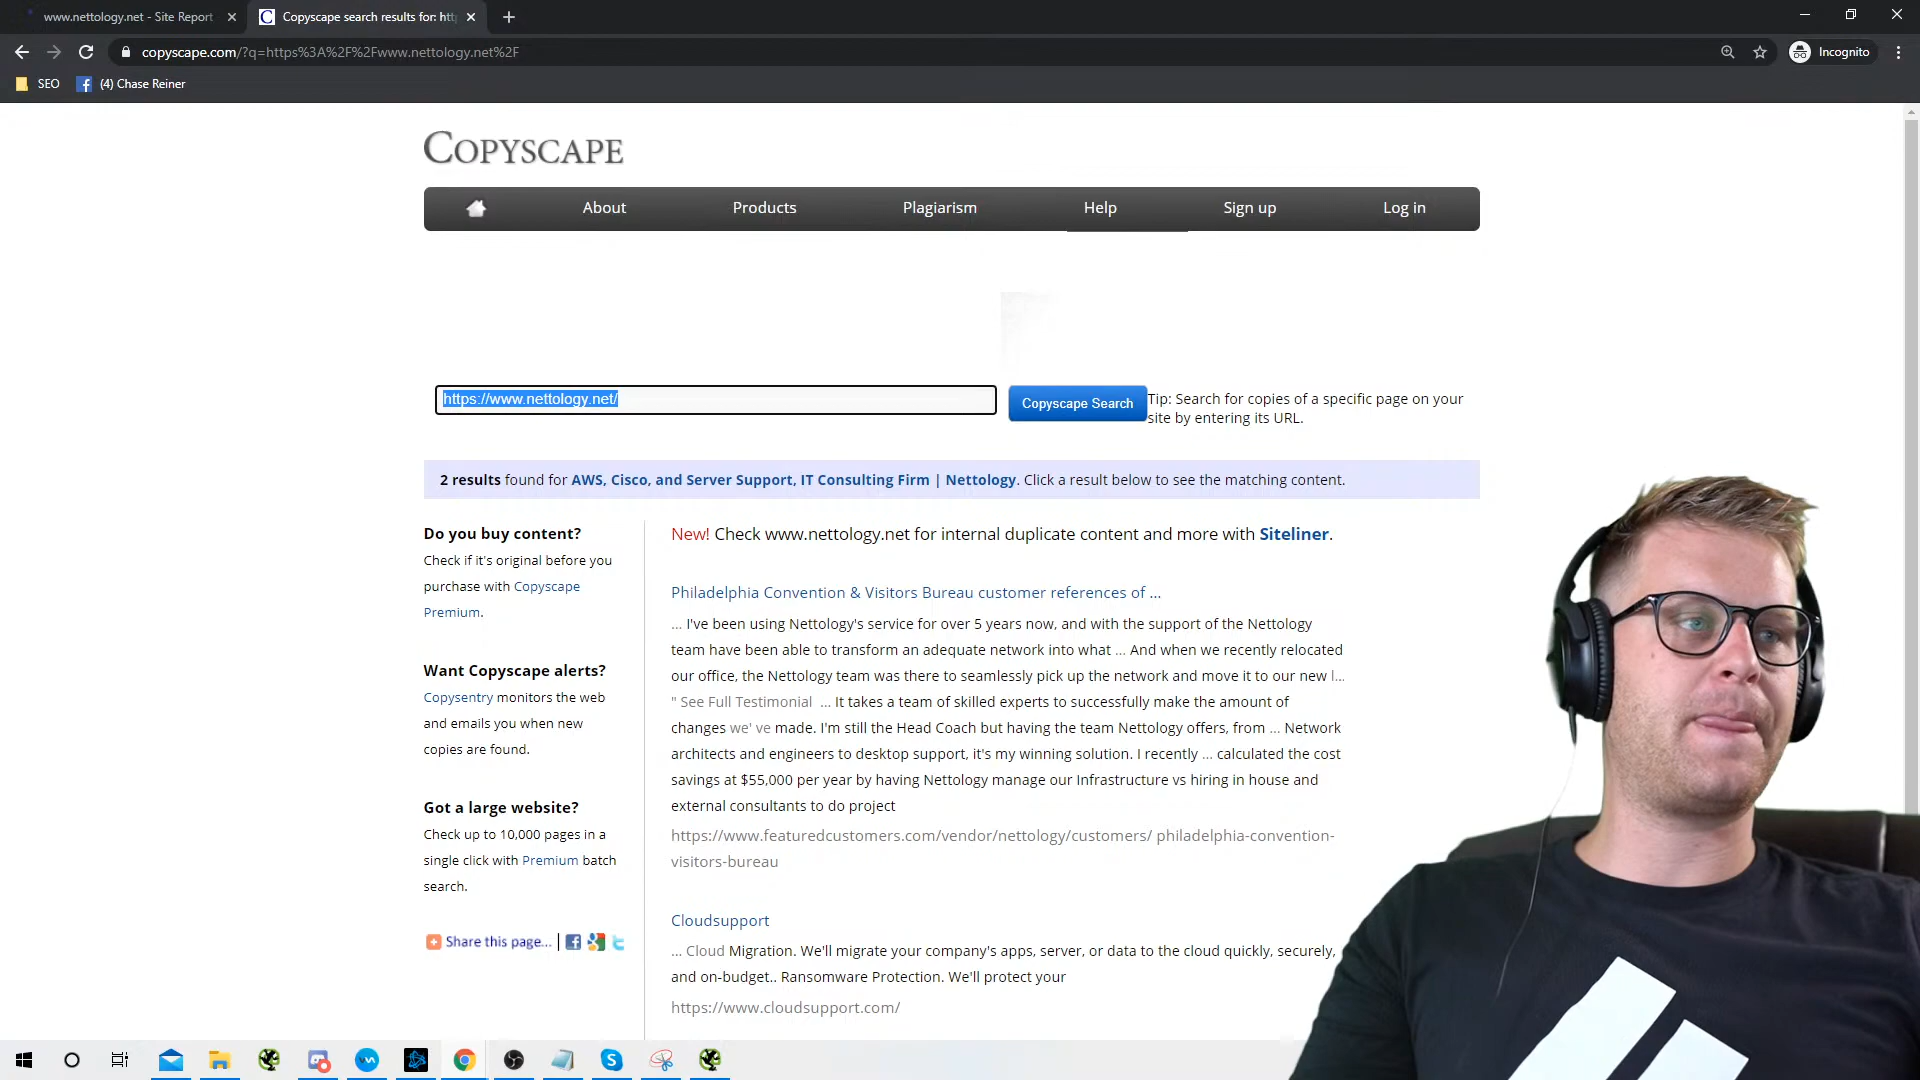 www.nettology.net - Site Report
Copyscape search results for: htt
copyscape.com/?q=https%3A%2F%2Fwww.nettology.net%2F
Incognito
SEO
(4) Chase Reiner
COPYSCAPE
About
Products
Plagiarism
Help
Sign up
Log in
https://www.nettology.net/
Copyscape Search
Tip: Search for copies of a specific page on your
site by entering its URL.
2 results found for AWS, Cisco, and Server Support, IT Consulting Firm | Nettology. Click a result below to see the matching content.
Do you buy content?
Check if it's original before you
purchase with Copyscape
Premium.
Want Copyscape alerts?
Copysentry monitors the web
and emails you when new
copies are found.
Got a large website?
Check up to 10,000 pages in a
single click with Premium batch
search.
Share this page... |
New! Check www.nettology.net for internal duplicate content and more with Siteliner.
Philadelphia Convention & Visitors Bureau customer references of ...
... I've been using Nettology's service for over 5 years now, and with the support of the Nettology
team have been able to transform an adequate network into what ... And when we recently relocated
our office, the Nettology team was there to seamlessly pick up the network and move it to our new l...
" See Full Testimonial ... It takes a team of skilled experts to successfully make the amount of
changes we' ve made. I'm still the Head Coach but having the team Nettology offers, from ... Network
architects and engineers to desktop support, it's my winning solution. I recently ... calculated the cost
savings at $55,000 per year by having Nettology manage our Infrastructure vs hiring in house and
external consultants to do project
https://www.featuredcustomers.com/vendor/nettology/customers/ philadelphia-convention-
visitors-bureau
Cloudsupport
... Cloud Migration. We'll migrate your company's apps, server, or data to the cloud quickly, securely,
and on-budget.. Ransomware Protection. We'll protect your
https://www.cloudsupport.com/